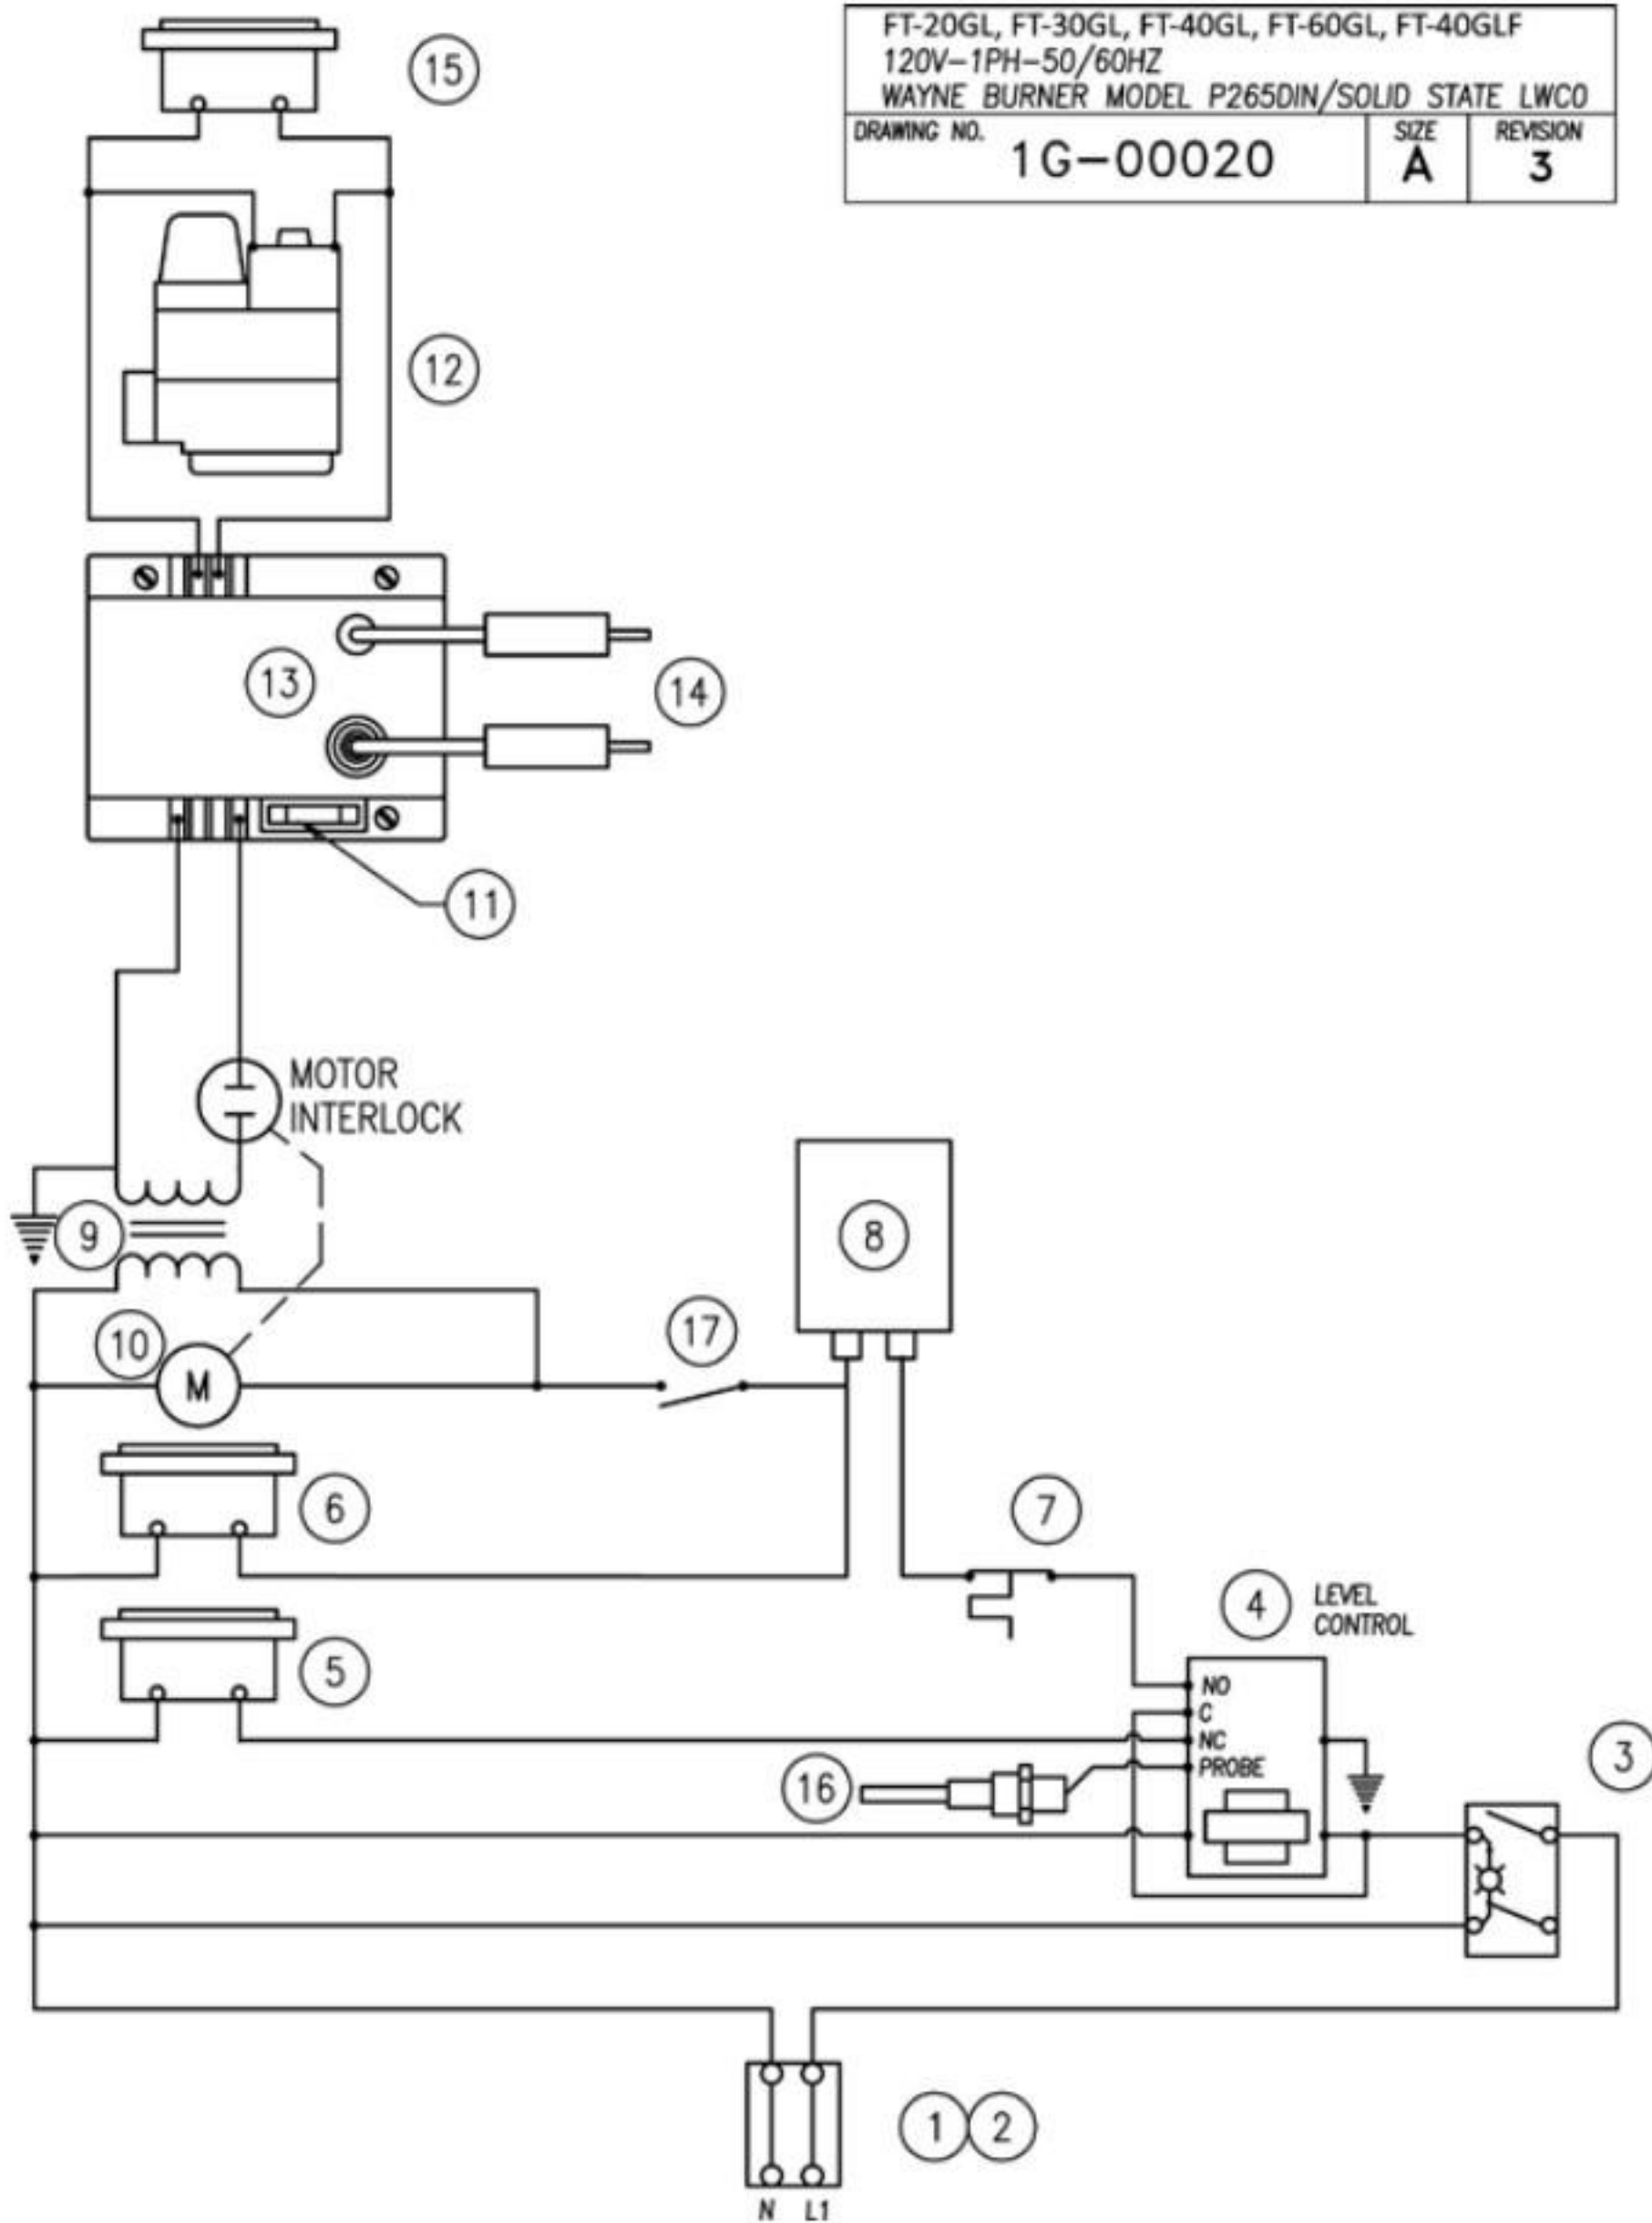 FT-20GL, FT-30GL, FT-40GL, FT-60GL, FT-40GLF
120V-1PH-50/60HZ
WAYNE BURNER MODEL P265DIN/SOLID STATE LWCO
DRAWING NO.
1G-00020
SIZE
A
REVISION
3
15
12
13
14
11
MOTOR
INTERLOCK
9
8
10
M
17
6
7
5
4
LEVEL
CONTROL
NO
C
NC
PROBE
16
3
1
2
N
L1